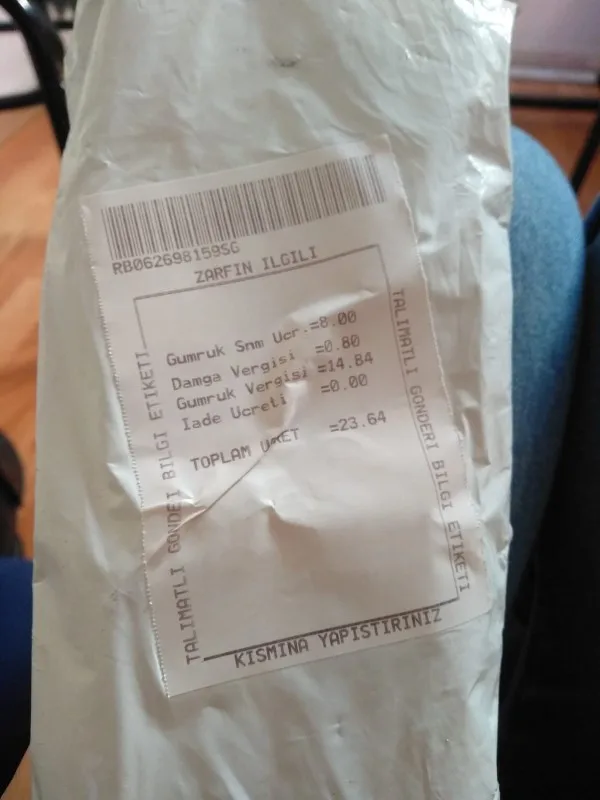 RB062698159SG
ZARFIN ILGILI
Gumruk Snm Ucr.=8.00
Damga Vergisi =0.80
Gumruk Vergisi =14.84
Iade Ucreti =0.00
TOPLAM =23.64
TALIMATLI GONDEI BILGI ETIKETI
TALIMATLI GONDERI BILGI ETIKETI
KISMINA YAPISTIRINIZ